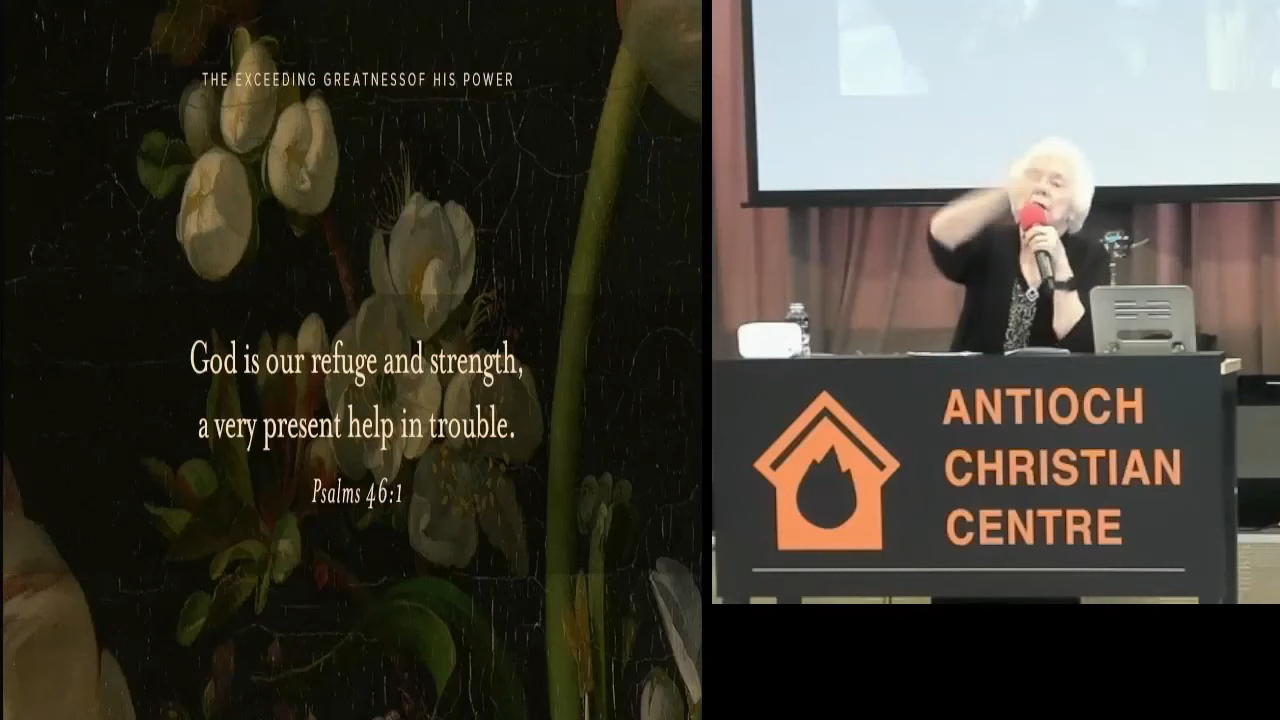 THE EXCEEDING GREATNESSOF HIS POWER
God is our refuge and strength,
a very present help in trouble.
Psalms 46:1
ANTIOCH
CHRISTIAN
CENTRE